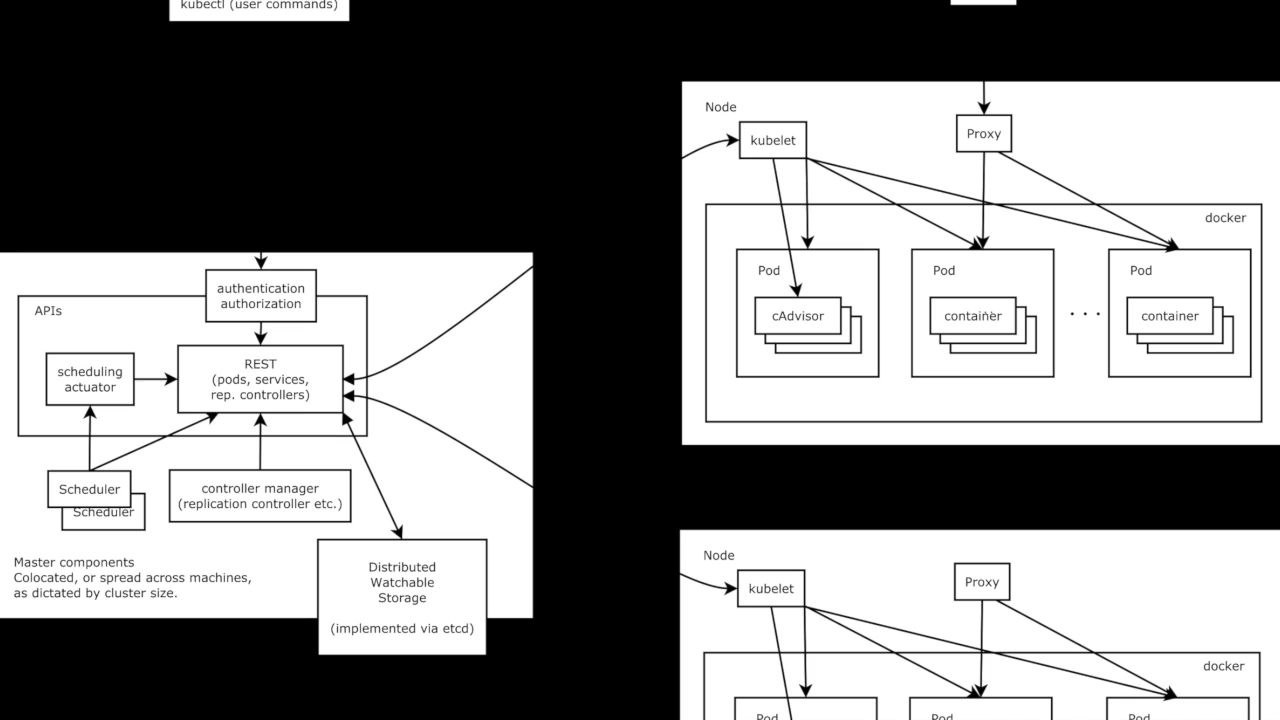 kubectl (user commands)
authentication
authorization
APIs
scheduling
actuator
REST
(pods, services,
rep. controllers)
Scheduler
Scheduler
controller manager
(replication controller etc.)
Master components
Colocated, or spread across machines,
as dictated by cluster size.
Distributed
Watchable
Storage
(implemented via etcd)
Node
kubelet
Proxy
docker
Pod
cAdvisor
Pod
container
. . .
Pod
container
Node
kubelet
Proxy
docker
Pod
Pod
Pod